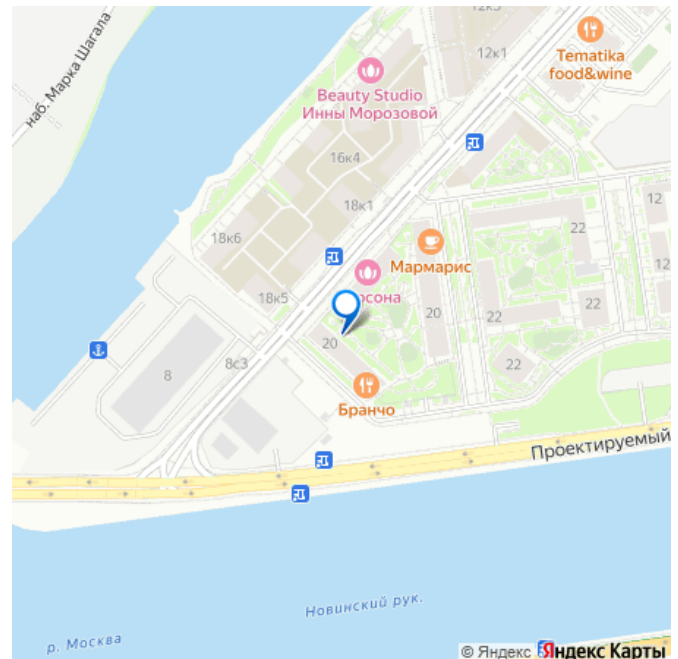 12к3
12к1
Tematika
food&wine
наб. Марка Шагала
Beauty Studio
Инны Морозовой
16к4
18к1
12
18к6
22
Мармарис
12
18к5
сона
20
22
22
20
8с3
8
22
Бранчо
Проектируемый
Новинский рук.
р. Москва
© Яндекс Яндекс Карты